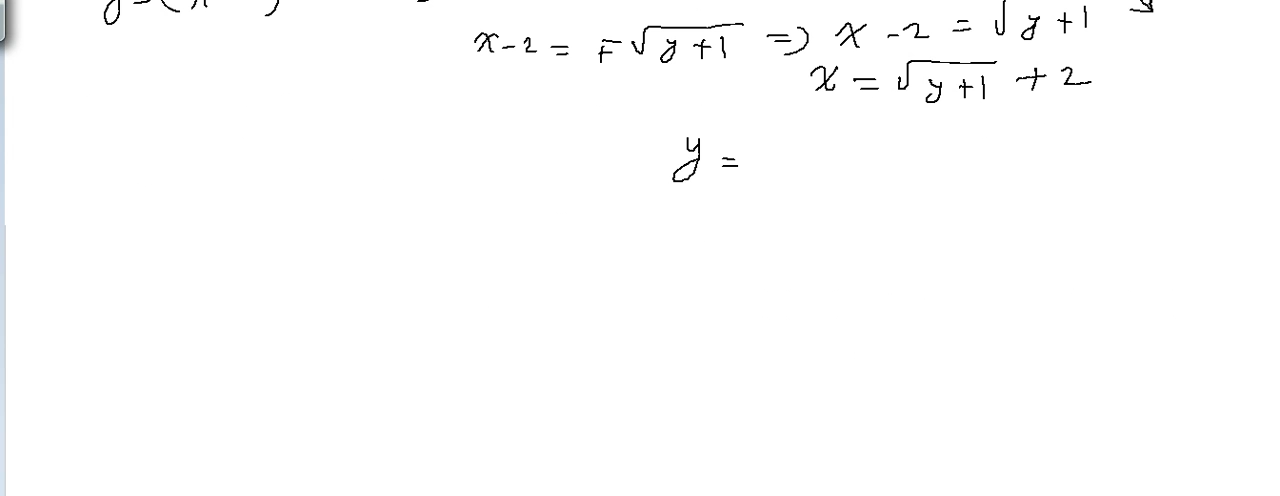 x-2 = ∓√(y+1) ⇒ x-2 = √(y+1)
x = √(y+1) + 2
y =